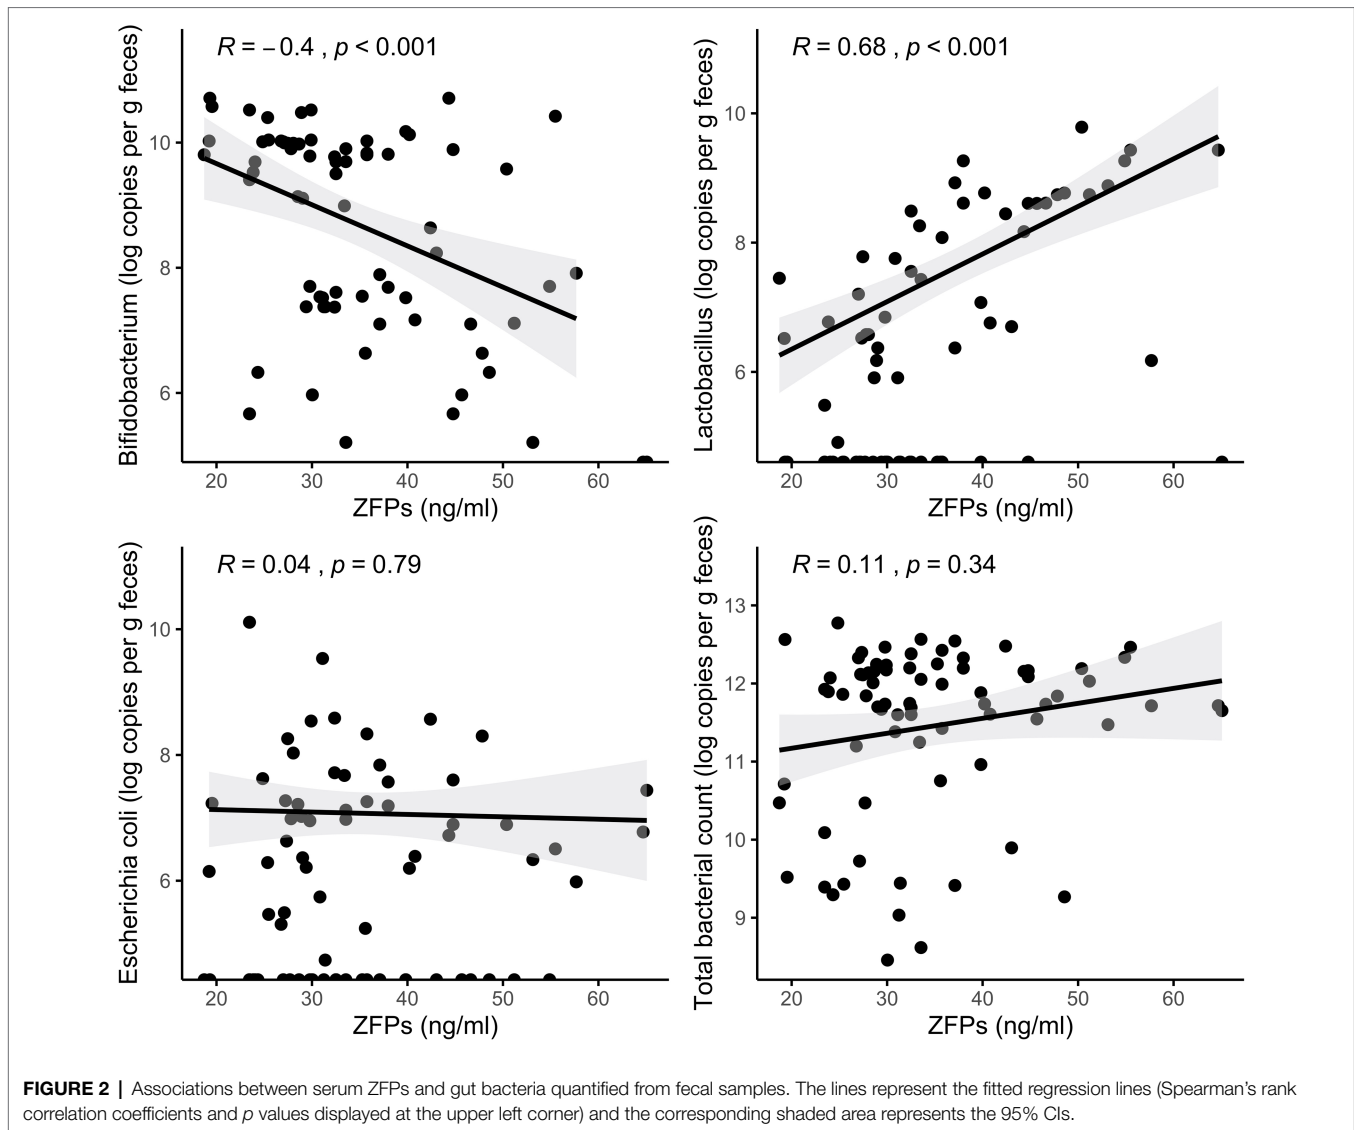 R = −0.4 , p < 0.001
Bifidobacterium (log copies per g feces)
10
8
6
20 30 40 50 60
ZFPs (ng/ml)
R = 0.68 , p < 0.001
Lactobacillus (log copies per g feces)
10
8
6
20 30 40 50 60
ZFPs (ng/ml)
R = 0.04 , p = 0.79
Escherichia coli (log copies per g feces)
10
8
6
20 30 40 50 60
ZFPs (ng/ml)
R = 0.11 , p = 0.34
Total bacterial count (log copies per g feces)
13
12
11
10
9
20 30 40 50 60
ZFPs (ng/ml)
FIGURE 2 | Associations between serum ZFPs and gut bacteria quantified from fecal samples. The lines represent the fitted regression lines (Spearman's rank
correlation coefficients and p values displayed at the upper left corner) and the corresponding shaded area represents the 95% CIs.